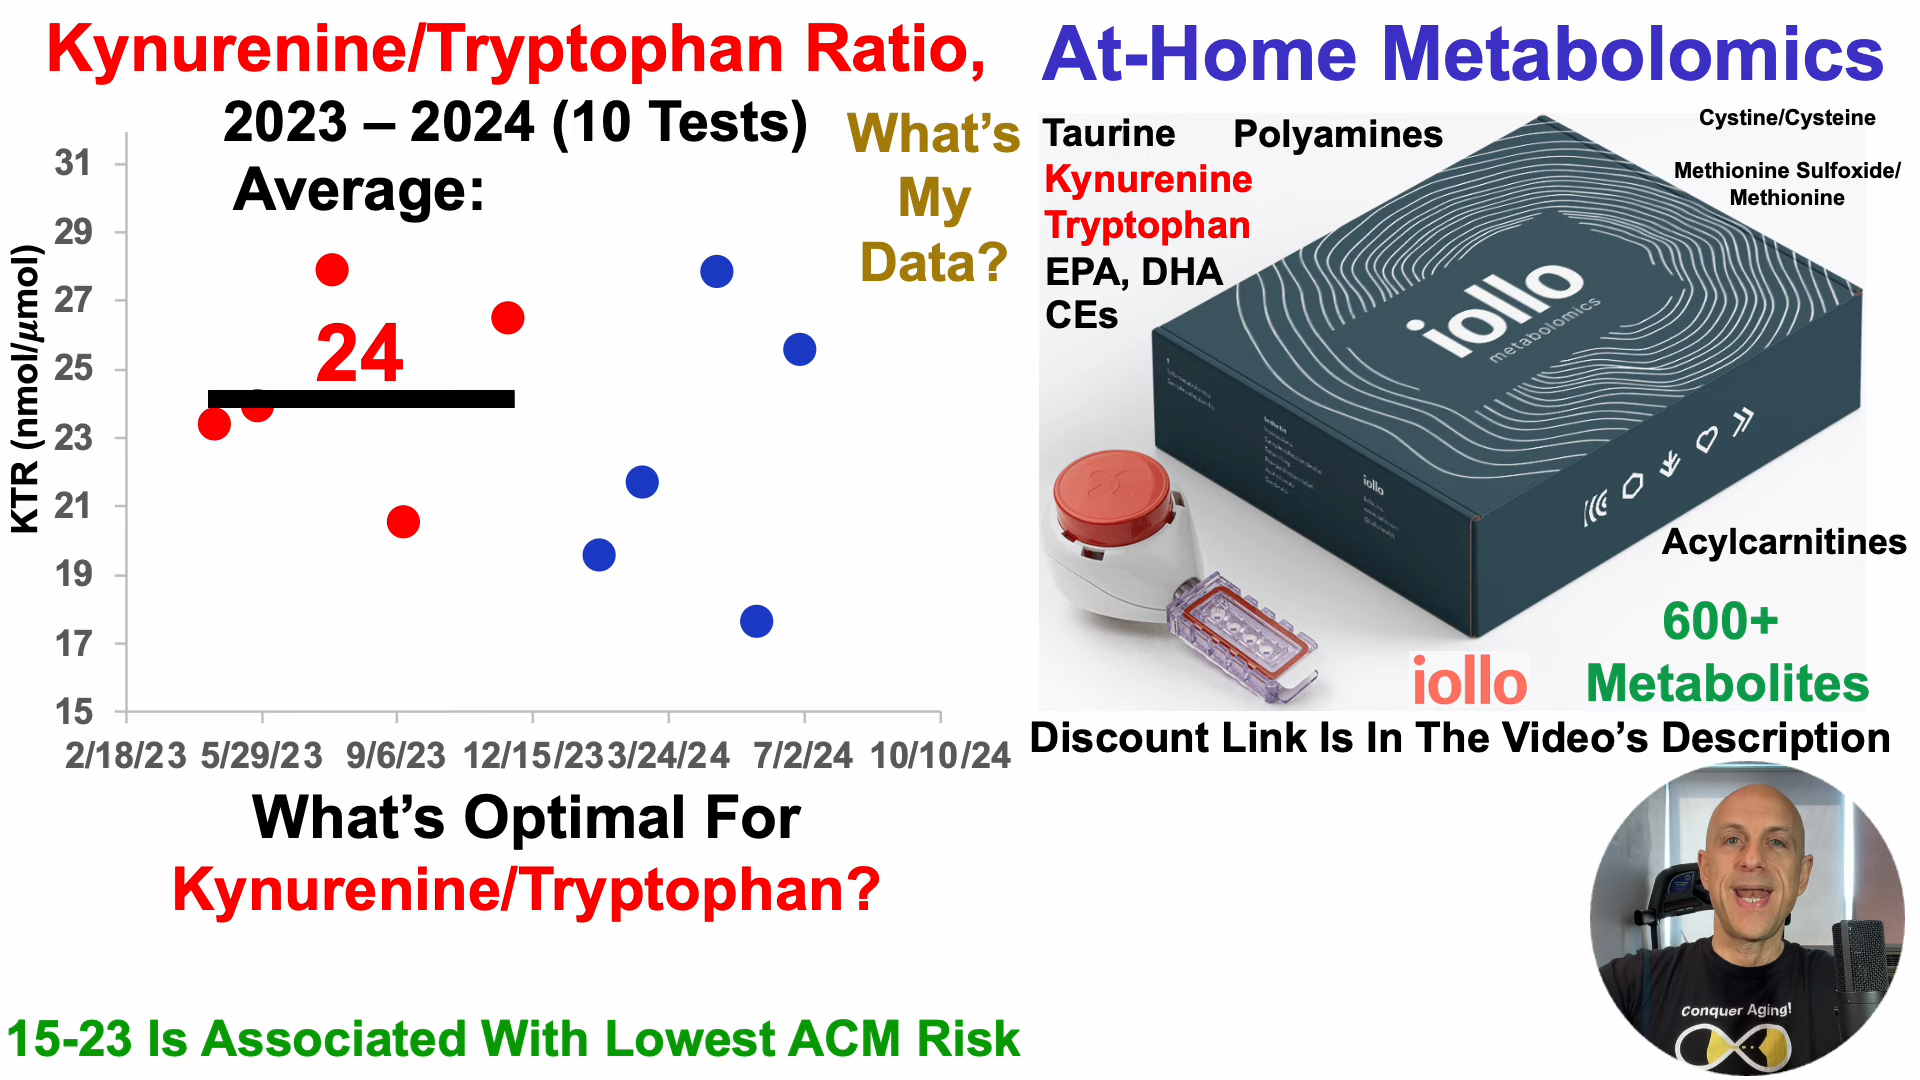 Kynurenine/Tryptophan Ratio,
2023 – 2024 (10 Tests)
Average:
What's
My
Data?
31
29
27
25
23
21
19
17
15
KTR (nmol/μmol)
24
2/18/23 5/29/23 9/6/23 12/15/23 3/24/24 7/2/24 10/10/24
What's Optimal For
Kynurenine/Tryptophan?
15-23 Is Associated With Lowest ACM Risk
At-Home Metabolomics
Taurine
Polyamines
Kynurenine
Tryptophan
EPA, DHA
CEs
Cystine/Cysteine
Methionine Sulfoxide/
Methionine
iollo
metabolomics
iollo
Acylcarnitines
600+
Metabolites
iollo
Discount Link Is In The Video's Description
Conquer Aging!